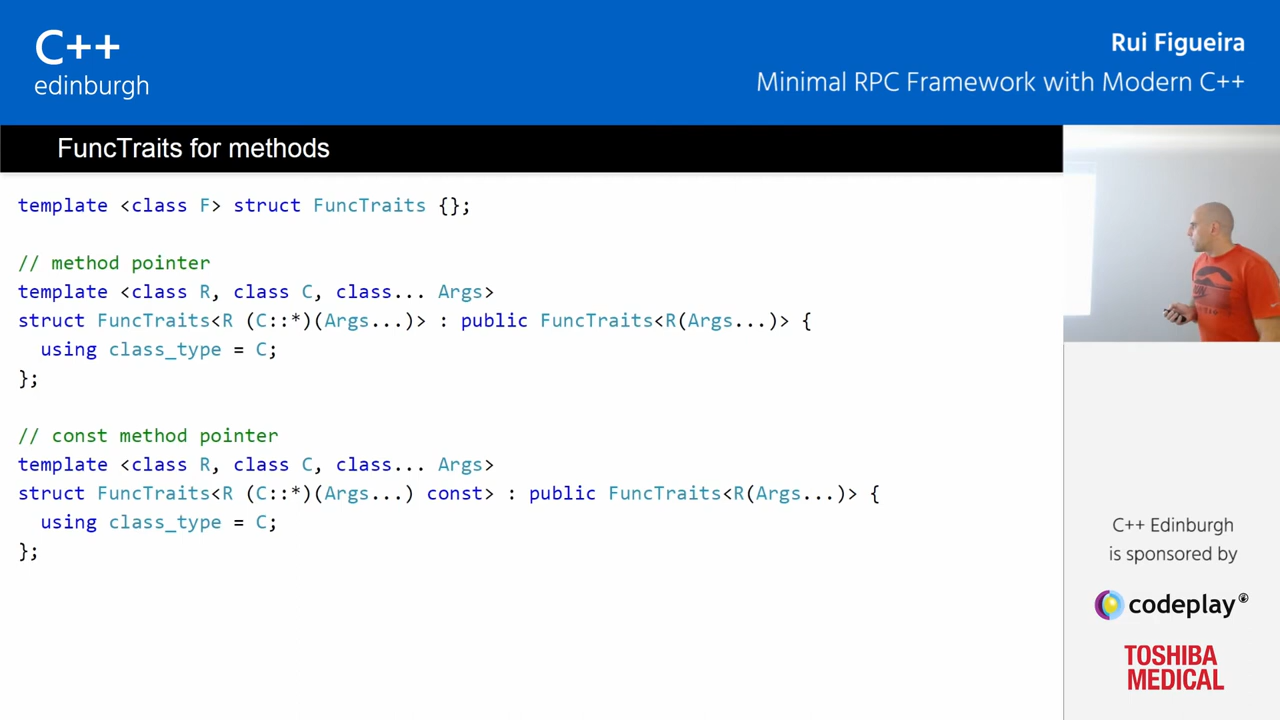 C++
edinburgh
Rui Figueira
Minimal RPC Framework with Modern C++
FuncTraits for methods
template <class F> struct FuncTraits {};
// method pointer
template <class R, class C, class... Args>
struct FuncTraits<R (C::*)(Args...)> : public FuncTraits<R(Args...)> {
  using class_type = C;
};
// const method pointer
template <class R, class C, class... Args>
struct FuncTraits<R (C::*)(Args...) const> : public FuncTraits<R(Args...)> {
  using class_type = C;
};
C++ Edinburgh
is sponsored by
codeplay®
TOSHIBA
MEDICAL